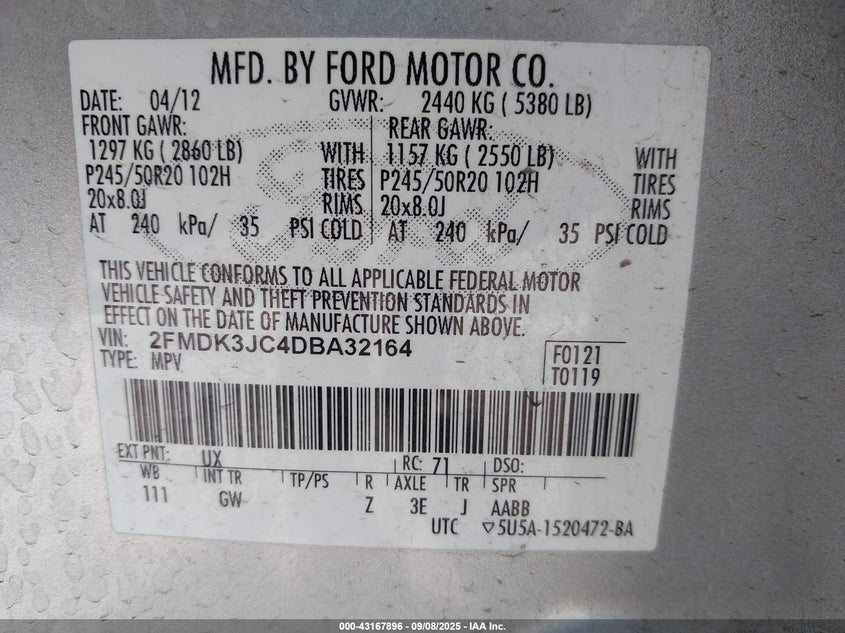 MFD. BY FORD MOTOR CO.
DATE: 04/12 GVWR: 2440 KG ( 5380 LB)
FRONT GAWR: REAR GAWR:
1297 KG ( 2860 LB) WITH 1157 KG ( 2550 LB) WITH
P245/50R20 102H TIRES P245/50R20 102H TIRES
20x8.0J RIMS 20x8.0J RIMS
AT 240 kPa/ 35 PSI COLD AT 240 kPa/ 35 PSI COLD
THIS VEHICLE CONFORMS TO ALL APPLICABLE FEDERAL MOTOR
VEHICLE SAFETY AND THEFT PREVENTION STANDARDS IN
EFFECT ON THE DATE OF MANUFACTURE SHOWN ABOVE.
VIN: 2FMDK3JC4DBA32164 F0121
TYPE: MPV T0119
EXT PNT: UX RC: 71 DSO:
WB INT TR TP/PS R AXLE TR SPR
111 GW Z 3E J AABB
UTC ▽5U5A-1520472-BA
000-43167896 - 09/08/2025 - IAA Inc.